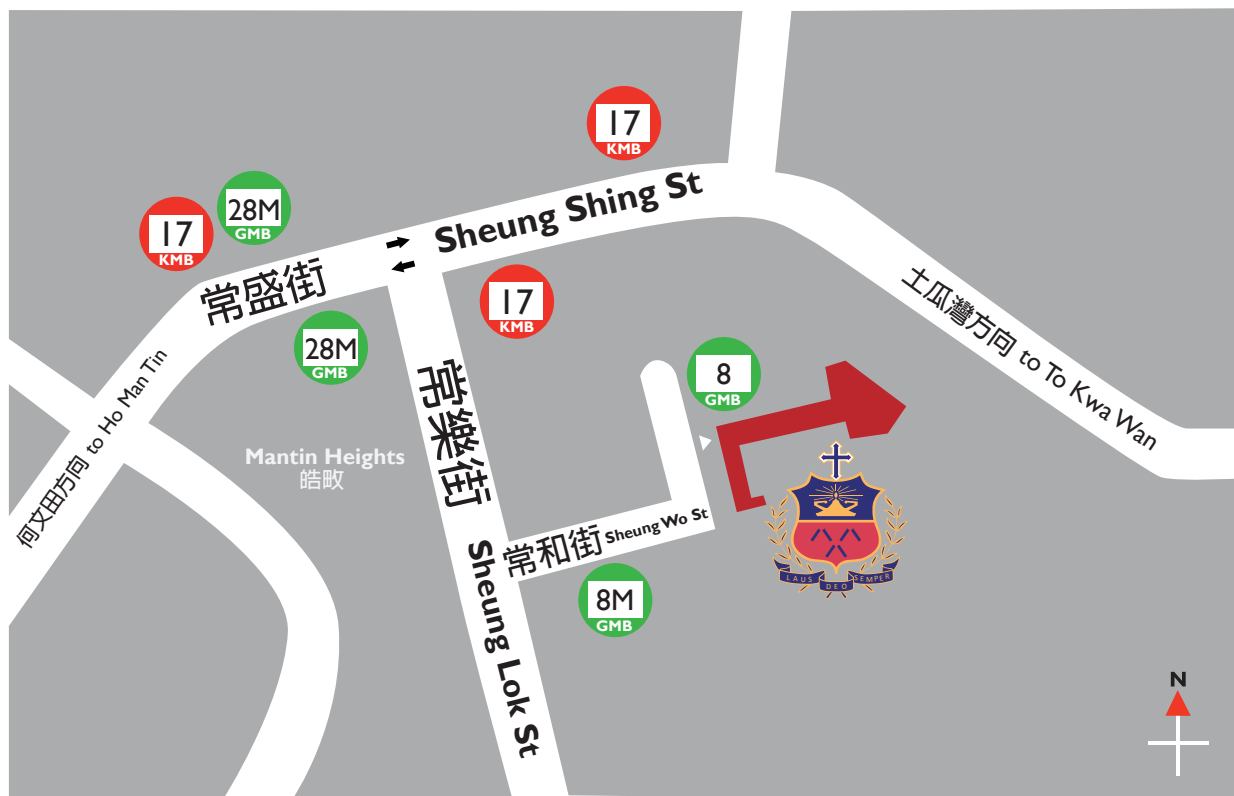 17
KMB
28M
GMB
17
KMB
Sheung Shing St
常盛街
17
KMB
28M
GMB
土瓜灣方向 to To Kwa Wan
何文田方向 to Ho Man Tin
常樂街 Sheung Lok St
8
GMB
Mantin Heights
皓畋
常和街 Sheung Wo St
LAUS DEO SEMPER
8M
GMB
N